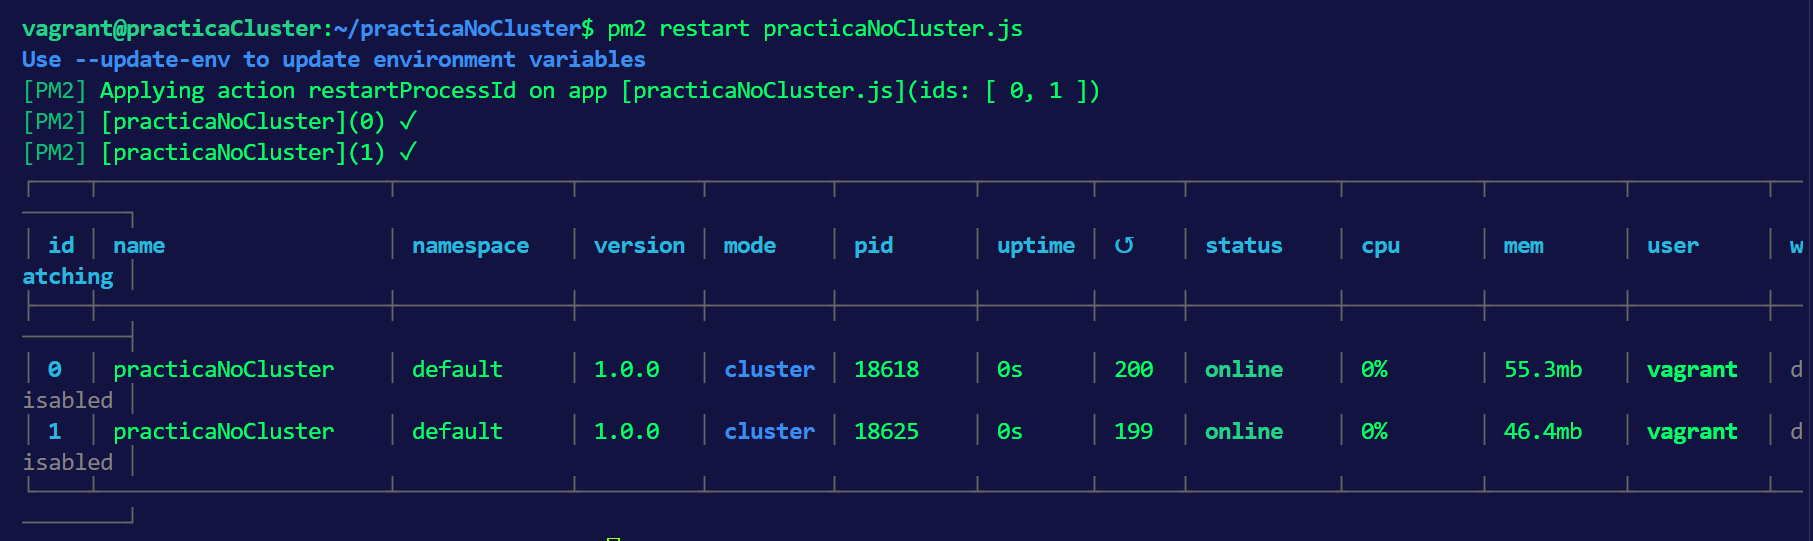 vagrant@practicaCluster:~/practicaNoCluster$ pm2 restart practicaNoCluster.js
Use --update-env to update environment variables
[PM2] Applying action restartProcessId on app [practicaNoCluster.js](ids: [ 0, 1 ])
[PM2] [practicaNoCluster](0) ✓
[PM2] [practicaNoCluster](1) ✓
│ id │ name │ namespace │ version │ mode │ pid │ uptime │ ↺ │ status │ cpu │ mem │ user │ w
atching │
│ 0 │ practicaNoCluster │ default │ 1.0.0 │ cluster │ 18618 │ 0s │ 200 │ online │ 0% │ 55.3mb │ vagrant │ d
isabled │
│ 1 │ practicaNoCluster │ default │ 1.0.0 │ cluster │ 18625 │ 0s │ 199 │ online │ 0% │ 46.4mb │ vagrant │ d
isabled │